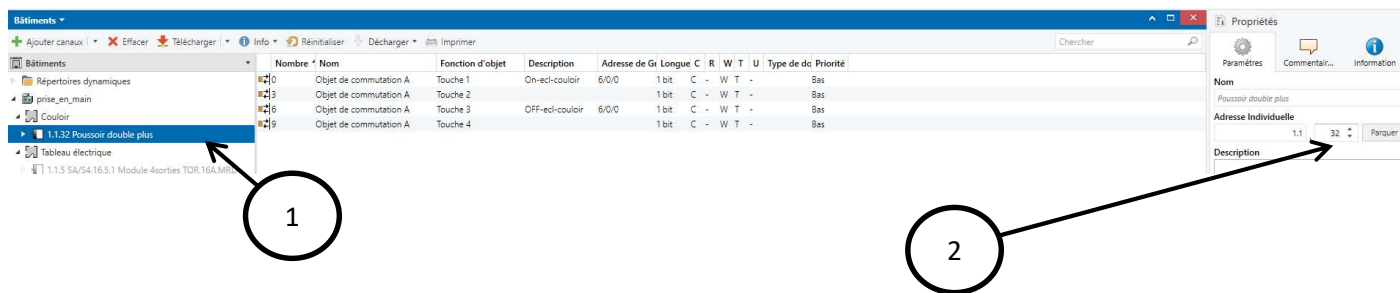 Bâtiments
Ajouter canaux Effacer Télécharger Info Réinitialiser Décharger Imprimer Chercher
Bâtiments
Répertoires dynamiques
prise_en_main
Couloir
1.1.32 Poussoir double plus
Tableau électrique
1.1.5 SA/S4.16.5.1 Module 4sorties TOR,16A,MRD
Nombre Nom Fonction d'objet Description Adresse de Gr Longue C R W T U Type de do Priorité
0 Objet de commutation A Touche 1 On-ecl-couloir 6/0/0 1 bit C - W T - Bas
3 Objet de commutation A Touche 2 1 bit C - W T - Bas
6 Objet de commutation A Touche 3 OFF-ecl-couloir 6/0/0 1 bit C - W T - Bas
9 Objet de commutation A Touche 4 1 bit C - W T - Bas
Propriétés
Paramètres Commentair... Information
Nom
Poussoir double plus
Adresse Individuelle
1.1 . 32 Parquer
Description
1
2